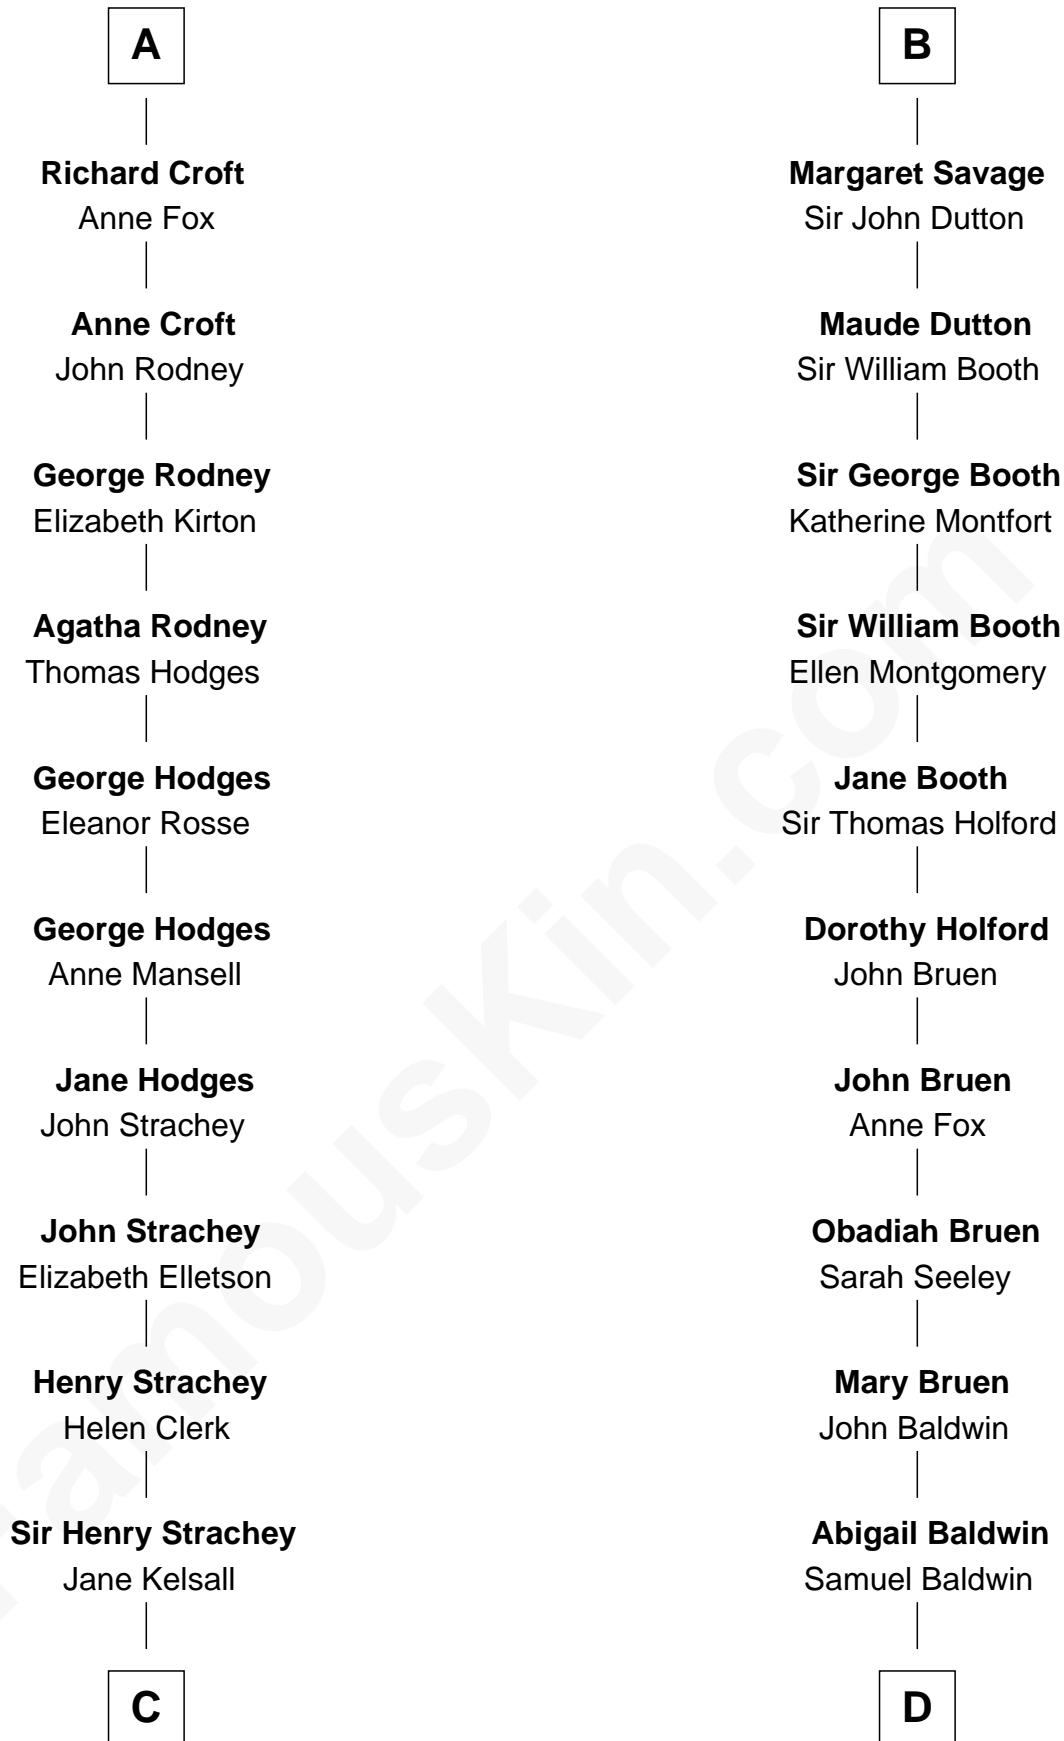 A
Richard Croft
Anne Fox
Anne Croft
John Rodney
George Rodney
Elizabeth Kirton
Agatha Rodney
Thomas Hodges
George Hodges
Eleanor Rosse
George Hodges
Anne Mansell
Jane Hodges
John Strachey
John Strachey
Elizabeth Elletson
Henry Strachey
Helen Clerk
Sir Henry Strachey
Jane Kelsall
C
B
Margaret Savage
Sir John Dutton
Maude Dutton
Sir William Booth
Sir George Booth
Katherine Montfort
Sir William Booth
Ellen Montgomery
Jane Booth
Sir Thomas Holford
Dorothy Holford
John Bruen
John Bruen
Anne Fox
Obadiah Bruen
Sarah Seeley
Mary Bruen
John Baldwin
Abigail Baldwin
Samuel Baldwin
D
FamousKin.com